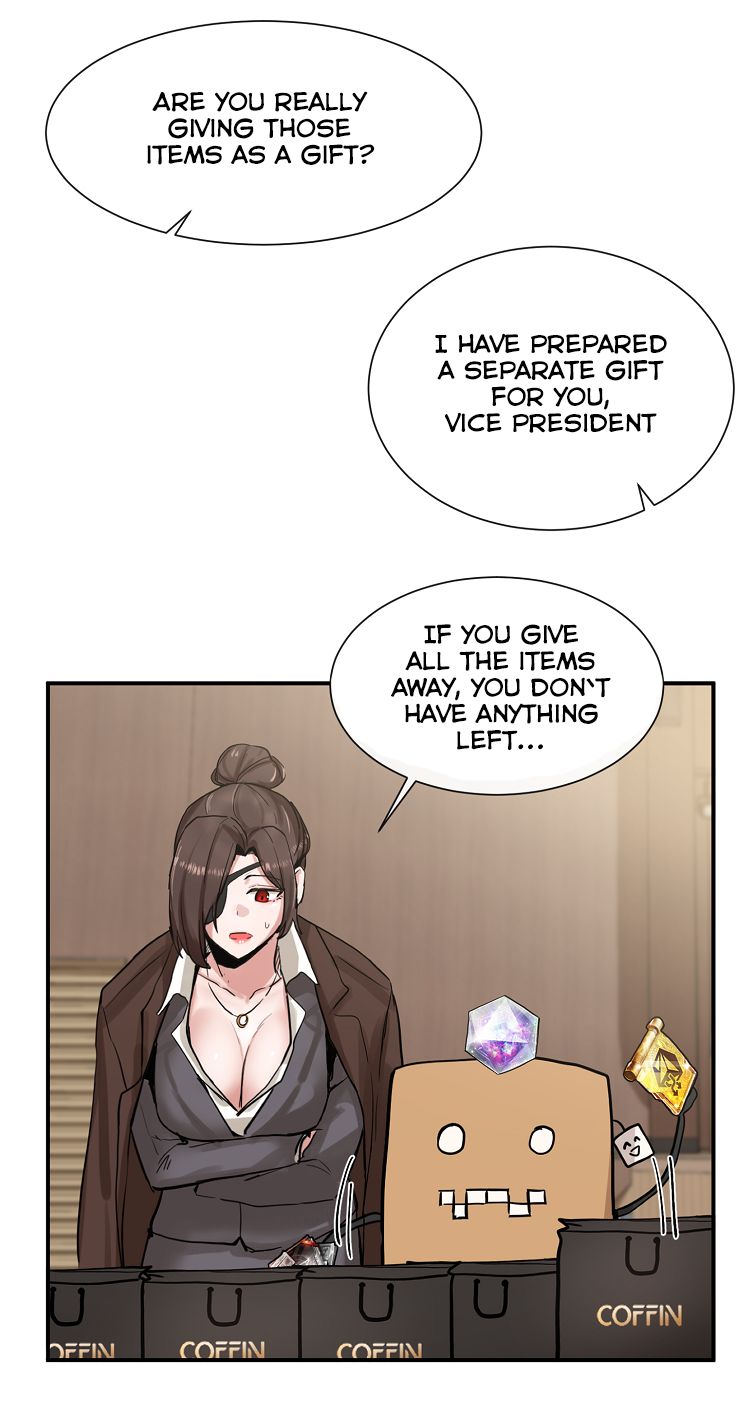 ARE YOU REALLY
GIVING THOSE
ITEMS AS A GIFT?
I HAVE PREPARED
A SEPARATE GIFT
FOR YOU,
VICE PRESIDENT
IF YOU GIVE
ALL THE ITEMS
AWAY, YOU DON'T
HAVE ANYTHING
LEFT...
COFFIN
OFFIN
COFFIN
COFFIN